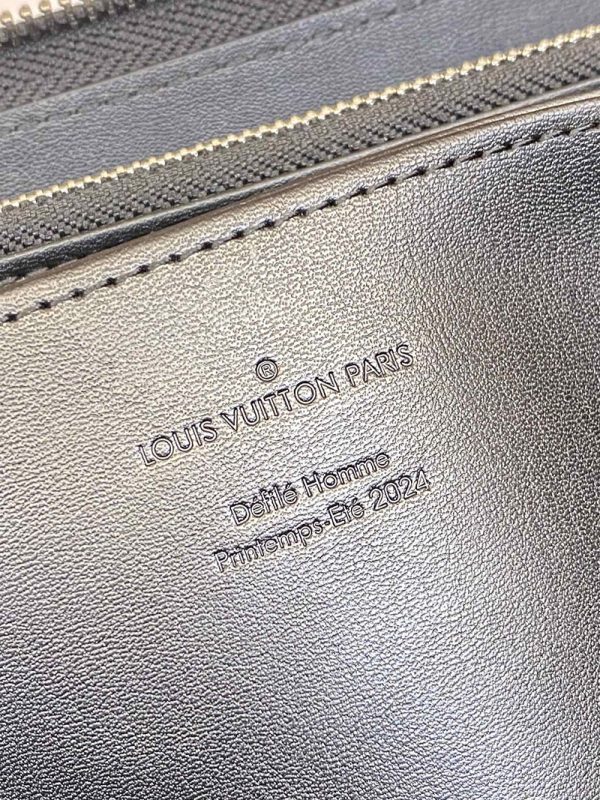 ®
LOUIS VUITTON PARIS
Défilé Homme
Printemps-Eté 2024